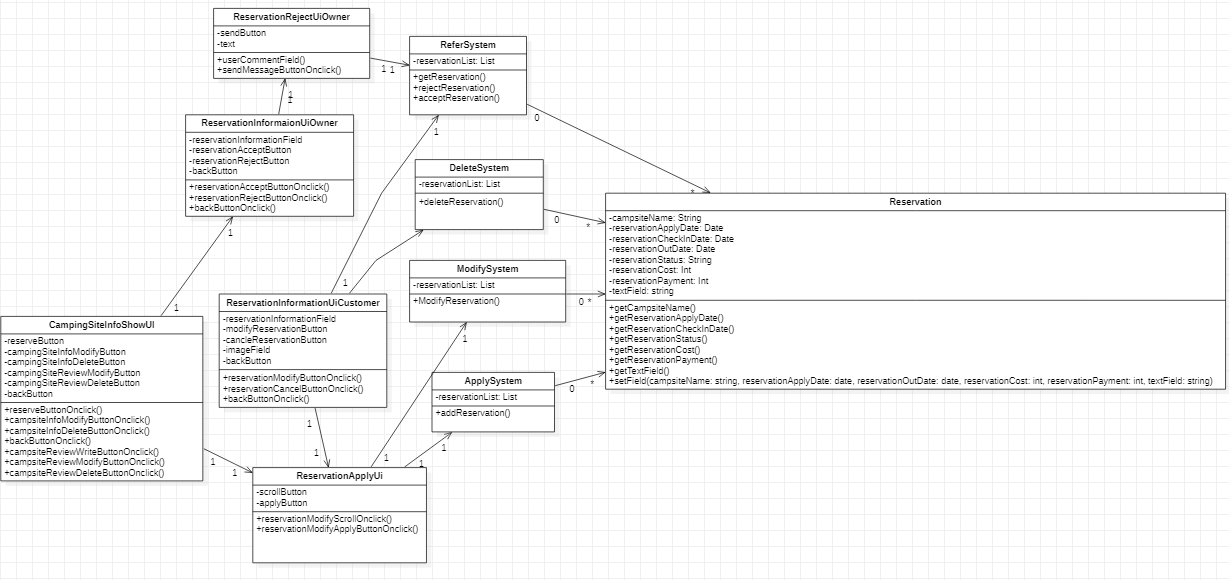 ReservationRejectUiOwner
-sendButton
-text
+userCommentField()
+sendMessageButtonOnclick()
1 1
ReferSystem
-reservationList: List
+getReservation()
+rejectReservation()
+acceptReservation()
1
0
*
1
1
ReservationInformaionUiOwner
-reservationInformationField
-reservationAcceptButton
-reservationRejectButton
-backButton
+reservationAcceptButtonOnclick()
+reservationRejectButtonOnclick()
+backButtonOnclick()
1
1
DeleteSystem
-reservationList: List
+deleteReservation()
0
*
ModifySystem
-reservationList: List
+ModifyReservation()
0 *
1
Reservation
-campsiteName: String
-reservationApplyDate: Date
-reservationCheckInDate: Date
-reservationOutDate: Date
-reservationStatus: String
-reservationCost: Int
-reservationPayment: Int
-textField: string
+getCampsiteName()
+getReservationApplyDate()
+getReservationCheckInDate()
+getReservationStatus()
+getReservationCost()
+getReservationPayment()
+getTextField()
+setField(campsiteName: string, reservationApplyDate: date, reservationOutDate: date, reservationCost: int, reservationPayment: int, textField: string)
ReservationInformationUiCustomer
-reservationInformationField
-modifyReservationButton
-cancleReservationButton
-imageField
-backButton
+reservationModifyButtonOnclick()
+reservationCancelButtonOnclick()
+backButtonOnclick()
1
1
1
CampingSiteInfoShowUI
-reserveButton
-campingSiteInfoModifyButton
-campingSiteInfoDeleteButton
-campingSiteReviewModifyButton
-campingSiteReviewDeleteButton
-backButton
+reserveButtonOnclick()
+campsiteInfoModifyButtonOnclick()
+campsiteInfoDeleteButtonOnclick()
+backButtonOnclick()
+campsiteReviewWriteButtonOnclick()
+campsiteReviewModifyButtonOnclick()
+campsiteReviewDeleteButtonOnclick()
1
1
ApplySystem
-reservationList: List
+addReservation()
0
*
1
1
1
ReservationApplyUi
-scrollButton
-applyButton
+reservationModifyScrollOnclick()
+reservationModifyApplyButtonOnclick()